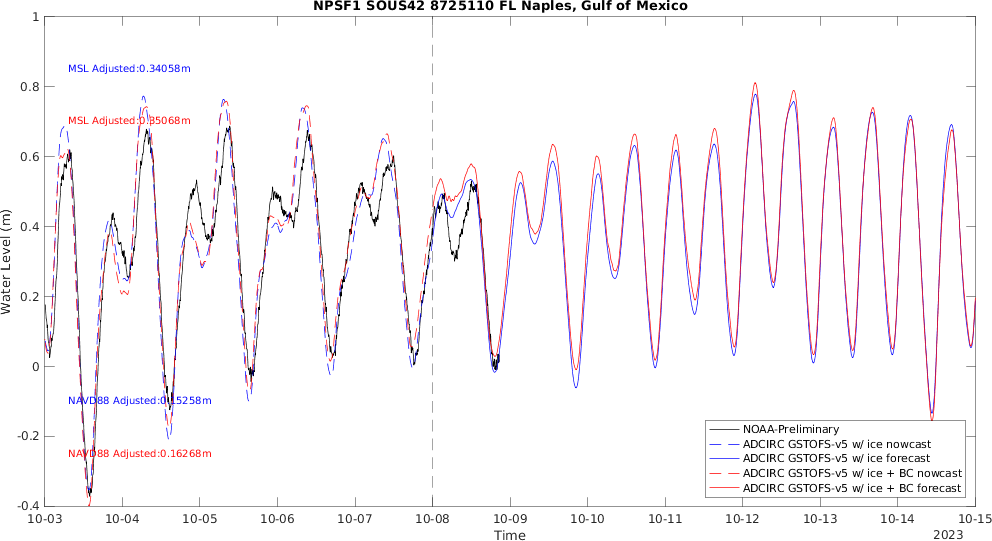 NPSF1 SOUS42 8725110 FL Naples, Gulf of Mexico
1
0.8
0.6
0.4
0.2
0
-0.2
-0.4
Water Level (m)
MSL Adjusted:0.34058m
MSL Adjusted:0.35068m
NAVD88 Adjusted:0.15258m
NAVD88 Adjusted:0.16268m
NOAA-Preliminary
ADCIRC GSTOFS-v5 w/ ice nowcast
ADCIRC GSTOFS-v5 w/ ice forecast
ADCIRC GSTOFS-v5 w/ ice + BC nowcast
ADCIRC GSTOFS-v5 w/ ice + BC forecast
10-03 10-04 10-05 10-06 10-07 10-08 10-09 10-10 10-11 10-12 10-13 10-14 10-15
Time
2023